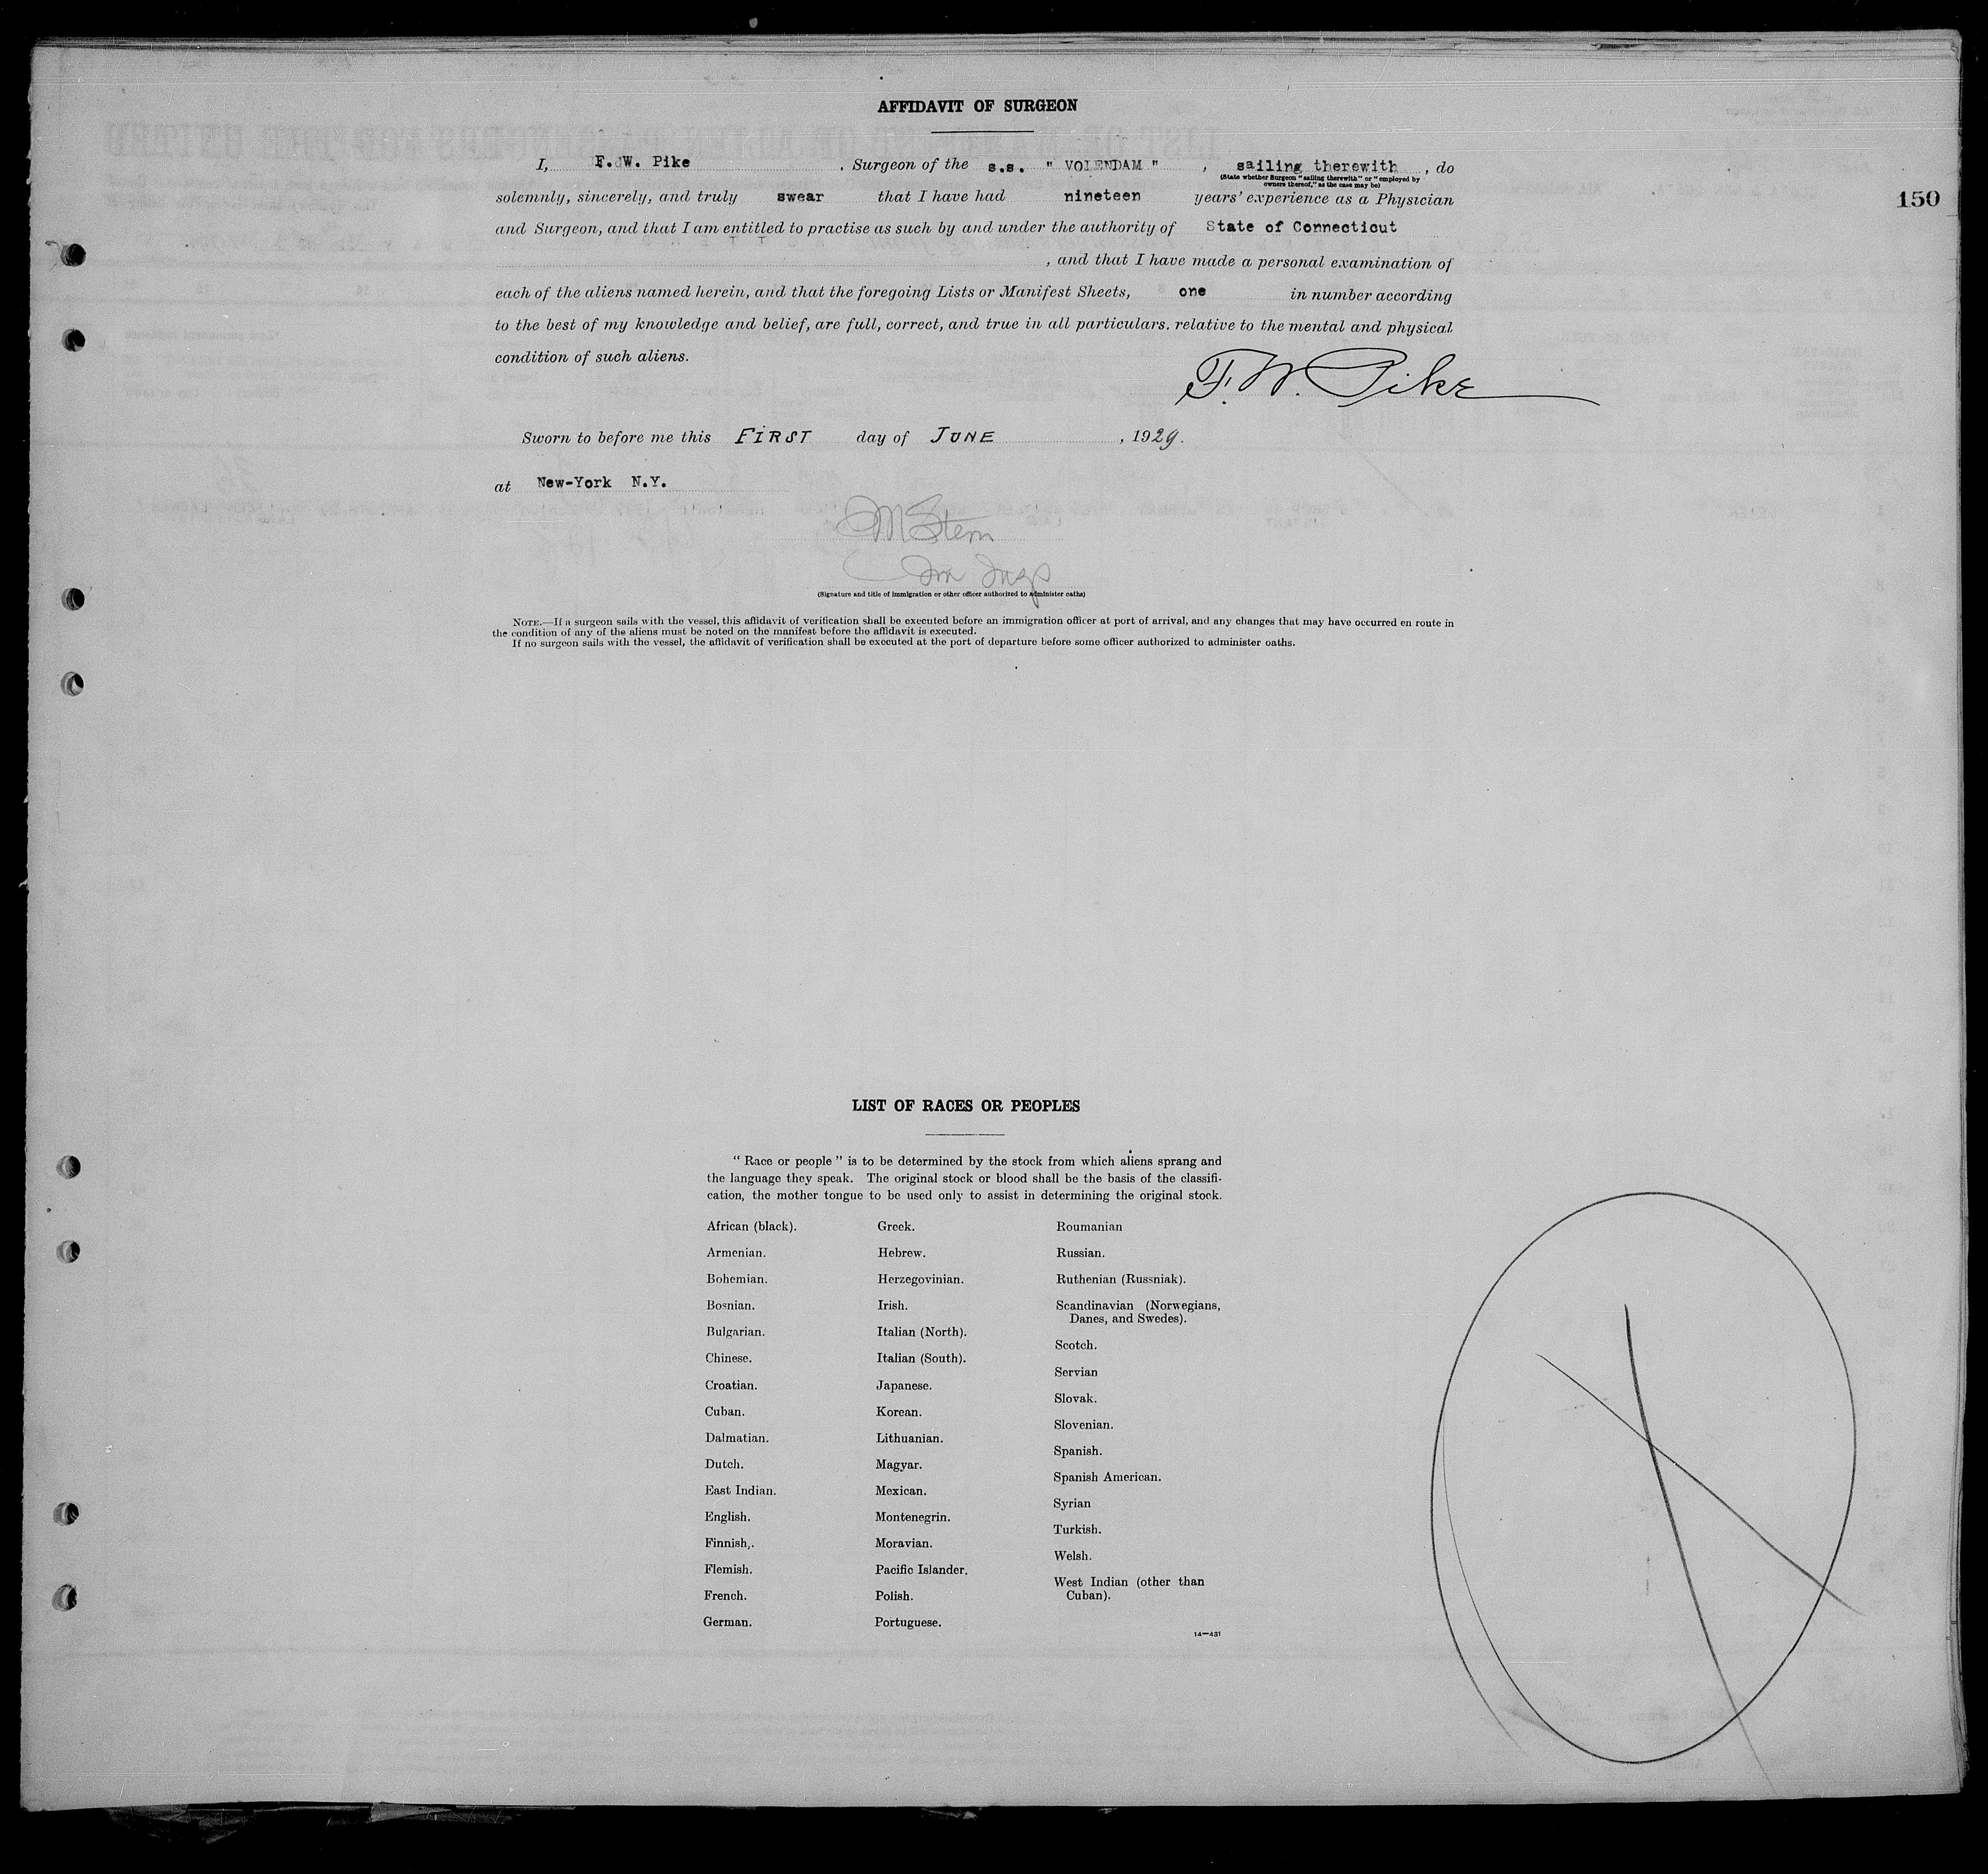 AFFIDAVIT OF SURGEON
150
I, F. W. Pike , Surgeon of the s.s. " VOLENDAM " , sailing therewith , do
(State whether Surgeon "sailing therewith" or "employed by
owners thereof," as the case may be)
solemnly, sincerely, and truly swear that I have had nineteen years' experience as a Physician
and Surgeon, and that I am entitled to practise as such by and under the authority of State of Connecticut
, and that I have made a personal examination of
each of the aliens named herein, and that the foregoing Lists or Manifest Sheets, one in number according
to the best of my knowledge and belief, are full, correct, and true in all particulars. relative to the mental and physical
condition of such aliens.
F. W. Pike
Sworn to before me this FIRST day of JUNE , 1929.
at New-York N.Y.
M Stern
(Signature and title of immigration or other officer authorized to administer oaths)
NOTE.—If a surgeon sails with the vessel, this affidavit of verification shall be executed before an immigration officer at port of arrival, and any changes that may have occurred en route in
the condition of any of the aliens must be noted on the manifest before the affidavit is executed.
If no surgeon sails with the vessel, the affidavit of verification shall be executed at the port of departure before some officer authorized to administer oaths.
LIST OF RACES OR PEOPLES
" Race or people " is to be determined by the stock from which aliens sprang and
the language they speak. The original stock or blood shall be the basis of the classifi-
cation, the mother tongue to be used only to assist in determining the original stock.
African (black).
Armenian.
Bohemian.
Bosnian.
Bulgarian.
Chinese.
Croatian.
Cuban.
Dalmatian.
Dutch.
East Indian.
English.
Finnish,.
Flemish.
French.
German.
Greek.
Hebrew.
Herzegovinian.
Irish.
Italian (North).
Italian (South).
Japanese.
Korean.
Lithuanian.
Magyar.
Mexican.
Montenegrin.
Moravian.
Pacific Islander.
Polish.
Portuguese.
Roumanian
Russian.
Ruthenian (Russniak).
Scandinavian (Norwegians,
Danes, and Swedes).
Scotch.
Servian
Slovak.
Slovenian.
Spanish.
Spanish American.
Syrian
Turkish.
Welsh.
West Indian (other than
Cuban).
14—431